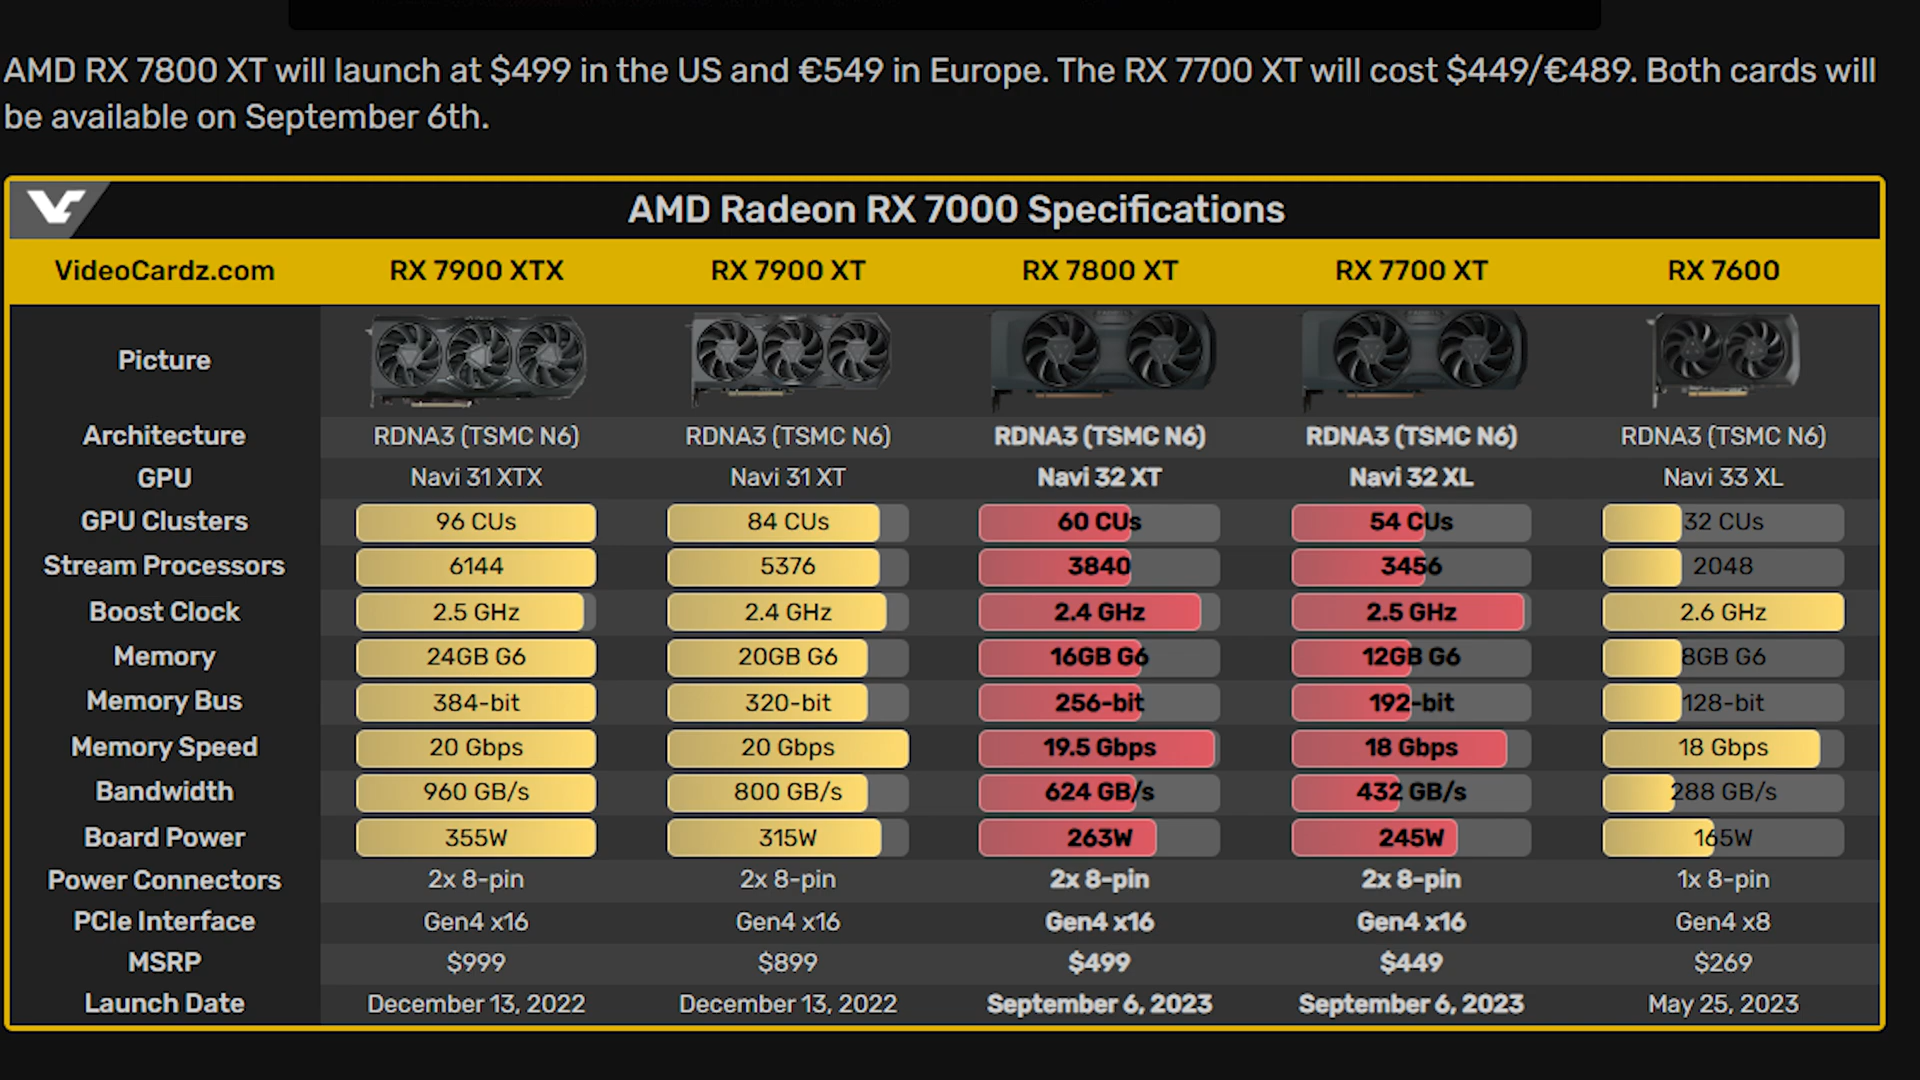 AMD RX 7800 XT will launch at $499 in the US and €549 in Europe. The RX 7700 XT will cost $449/€489. Both cards will
be available on September 6th.
AMD Radeon RX 7000 Specifications
VideoCardz.com RX 7900 XTX RX 7900 XT RX 7800 XT RX 7700 XT RX 7600
Picture
Architecture RDNA3 (TSMC N6) RDNA3 (TSMC N6) RDNA3 (TSMC N6) RDNA3 (TSMC N6) RDNA3 (TSMC N6)
GPU Navi 31 XTX Navi 31 XT Navi 32 XT Navi 32 XL Navi 33 XL
GPU Clusters 96 CUs 84 CUs 60 CUs 54 CUs 32 CUs
Stream Processors 6144 5376 3840 3456 2048
Boost Clock 2.5 GHz 2.4 GHz 2.4 GHz 2.5 GHz 2.6 GHz
Memory 24GB G6 20GB G6 16GB G6 12GB G6 8GB G6
Memory Bus 384-bit 320-bit 256-bit 192-bit 128-bit
Memory Speed 20 Gbps 20 Gbps 19.5 Gbps 18 Gbps 18 Gbps
Bandwidth 960 GB/s 800 GB/s 624 GB/s 432 GB/s 288 GB/s
Board Power 355W 315W 263W 245W 165W
Power Connectors 2x 8-pin 2x 8-pin 2x 8-pin 2x 8-pin 1x 8-pin
PCIe Interface Gen4 x16 Gen4 x16 Gen4 x16 Gen4 x16 Gen4 x8
MSRP $999 $899 $499 $449 $269
Launch Date December 13, 2022 December 13, 2022 September 6, 2023 September 6, 2023 May 25, 2023